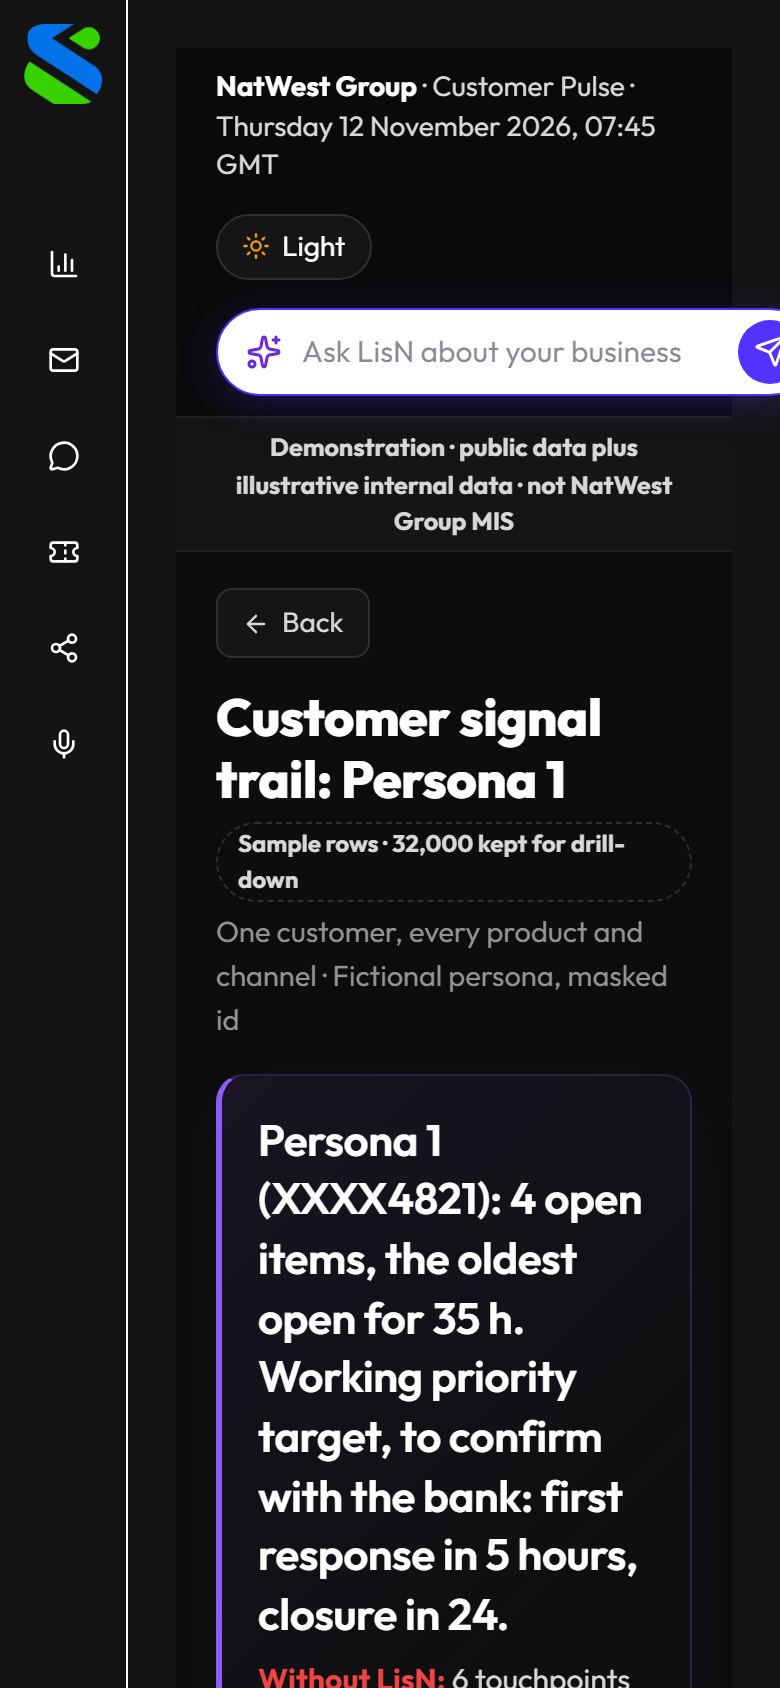 NatWest Group · Customer Pulse ·
Thursday 12 November 2026, 07:45
GMT
Light
Ask LisN about your business
Demonstration · public data plus
illustrative internal data · not NatWest
Group MIS
Back
Customer signal
trail: Persona 1
Sample rows · 32,000 kept for drill-
down
One customer, every product and
channel · Fictional persona, masked
id
Persona 1
(XXXX4821): 4 open
items, the oldest
open for 35 h.
Working priority
target, to confirm
with the bank: first
response in 5 hours,
closure in 24.
Without LisN: 6 touchpoints